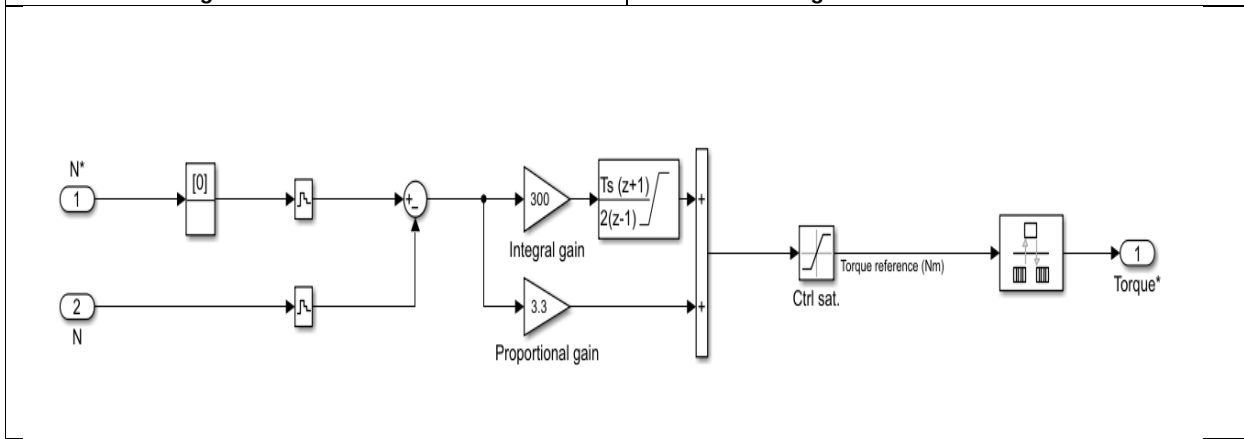 N*
1
[0]
+
-
300
Integral gain
Ts (z+1)
2(z-1)
+
Ctrl sat.
Torque reference (Nm)
1
Torque*
2
N
3.3
Proportional gain
+